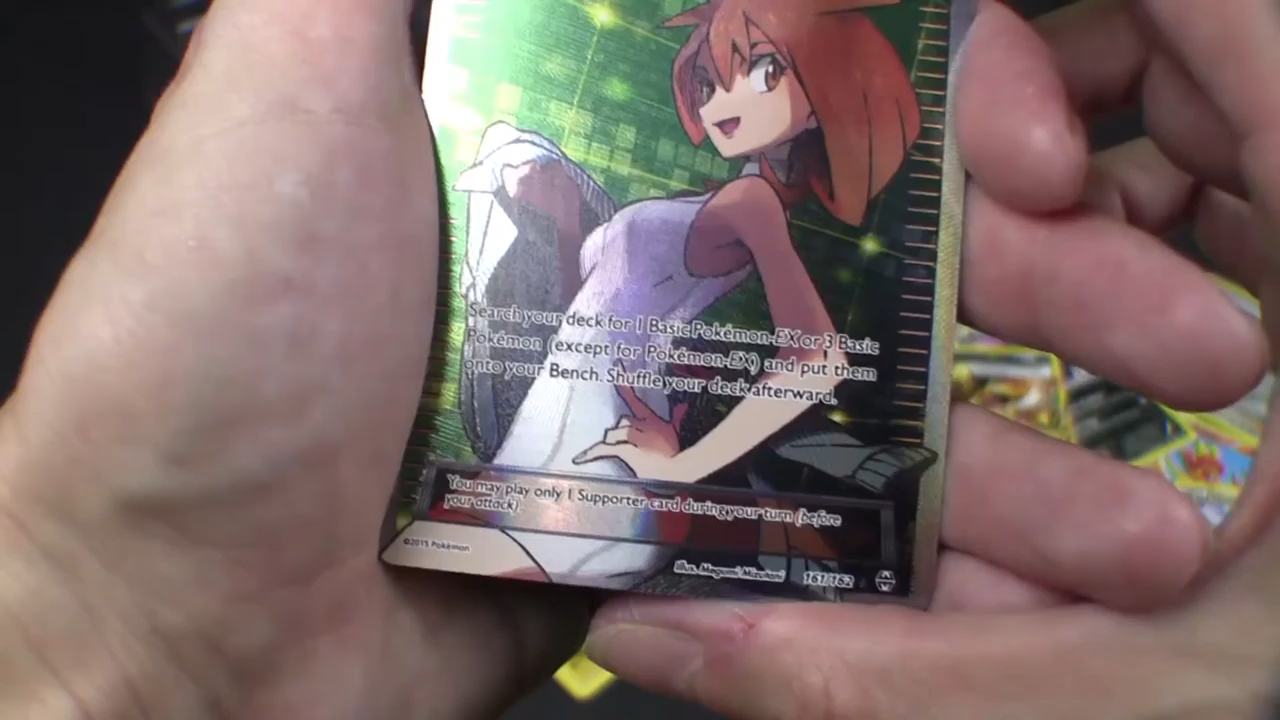 Search your deck for 1 Basic Pokémon-EX or 3 Basic
Pokémon (except for Pokémon-EX) and put them
onto your Bench. Shuffle your deck afterward.
You may play only 1 Supporter card during your turn (before
your attack).
©2015 Pokémon
Illus. Megumi Mizutani
161/162